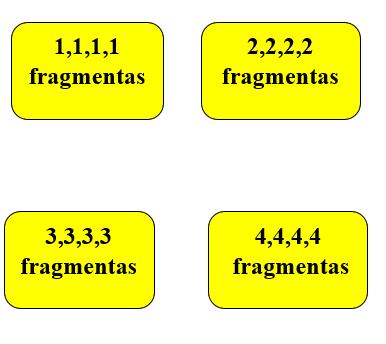 1,1,1,1
fragmentas
2,2,2,2
fragmentas
3,3,3,3
fragmentas
4,4,4,4
fragmentas